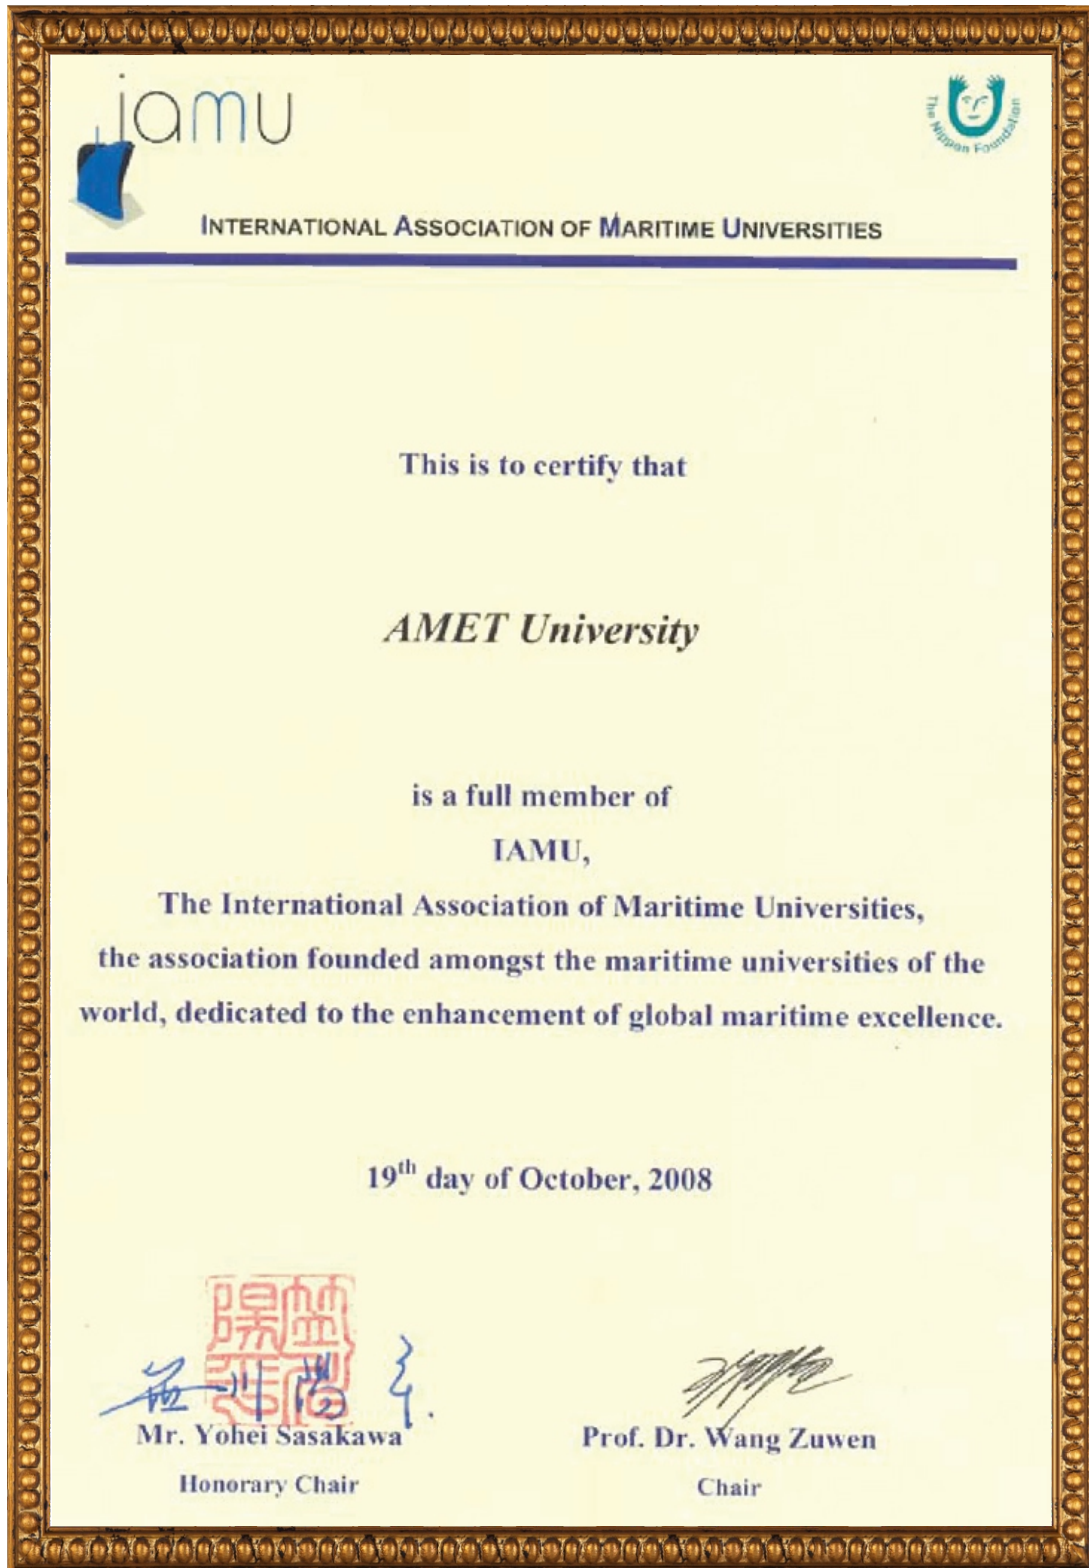 iamu
The Nippon Foundation
INTERNATIONAL ASSOCIATION OF MARITIME UNIVERSITIES
This is to certify that
AMET University
is a full member of
IAMU,
The International Association of Maritime Universities,
the association founded amongst the maritime universities of the
world, dedicated to the enhancement of global maritime excellence.
19th day of October, 2008
Mr. Yohei Sasakawa
Prof. Dr. Wang Zuwen
Honorary Chair
Chair